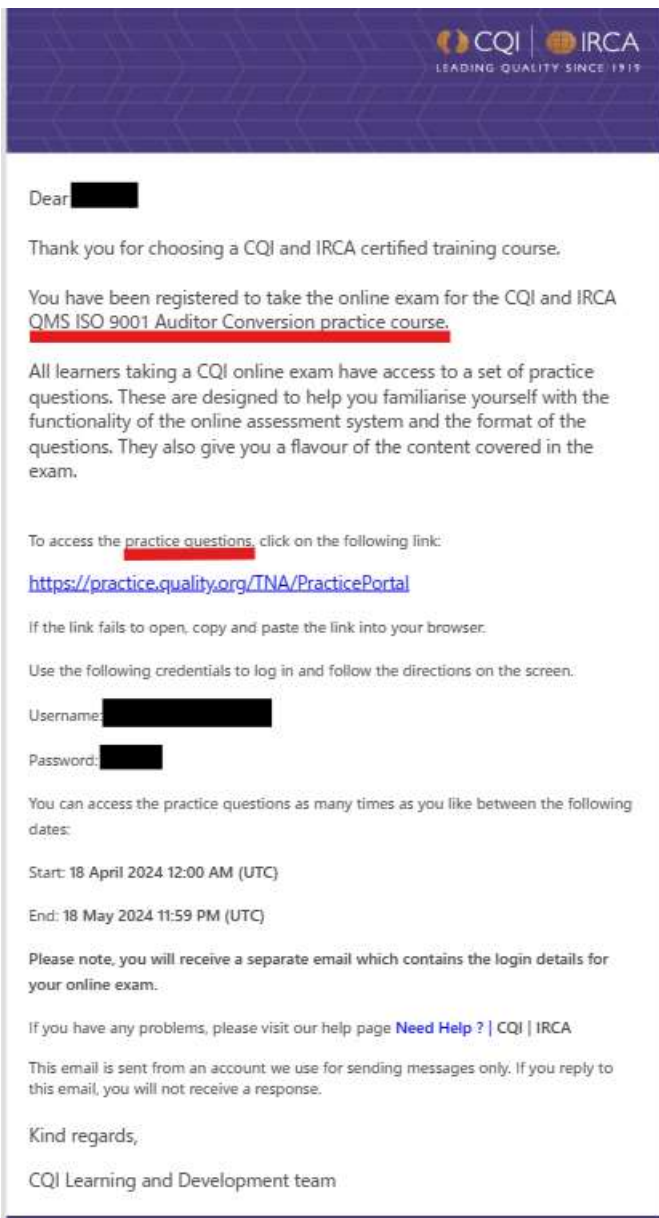 CQI | IRCA
LEADING QUALITY SINCE 1919
Dear
Thank you for choosing a CQI and IRCA certified training course.
You have been registered to take the online exam for the CQI and IRCA
QMS ISO 9001 Auditor Conversion practice course.
All learners taking a CQI online exam have access to a set of practice
questions. These are designed to help you familiarise yourself with the
functionality of the online assessment system and the format of the
questions. They also give you a flavour of the content covered in the
exam.
To access the practice questions, click on the following link:
https://practice.quality.org/TNA/PracticePortal
If the link fails to open, copy and paste the link into your browser.
Use the following credentials to log in and follow the directions on the screen.
Username:
Password:
You can access the practice questions as many times as you like between the following
dates:
Start: 18 April 2024 12:00 AM (UTC)
End: 18 May 2024 11:59 PM (UTC)
Please note, you will receive a separate email which contains the login details for
your online exam.
If you have any problems, please visit our help page Need Help ? | CQI | IRCA
This email is sent from an account we use for sending messages only. If you reply to
this email, you will not receive a response.
Kind regards,
CQI Learning and Development team